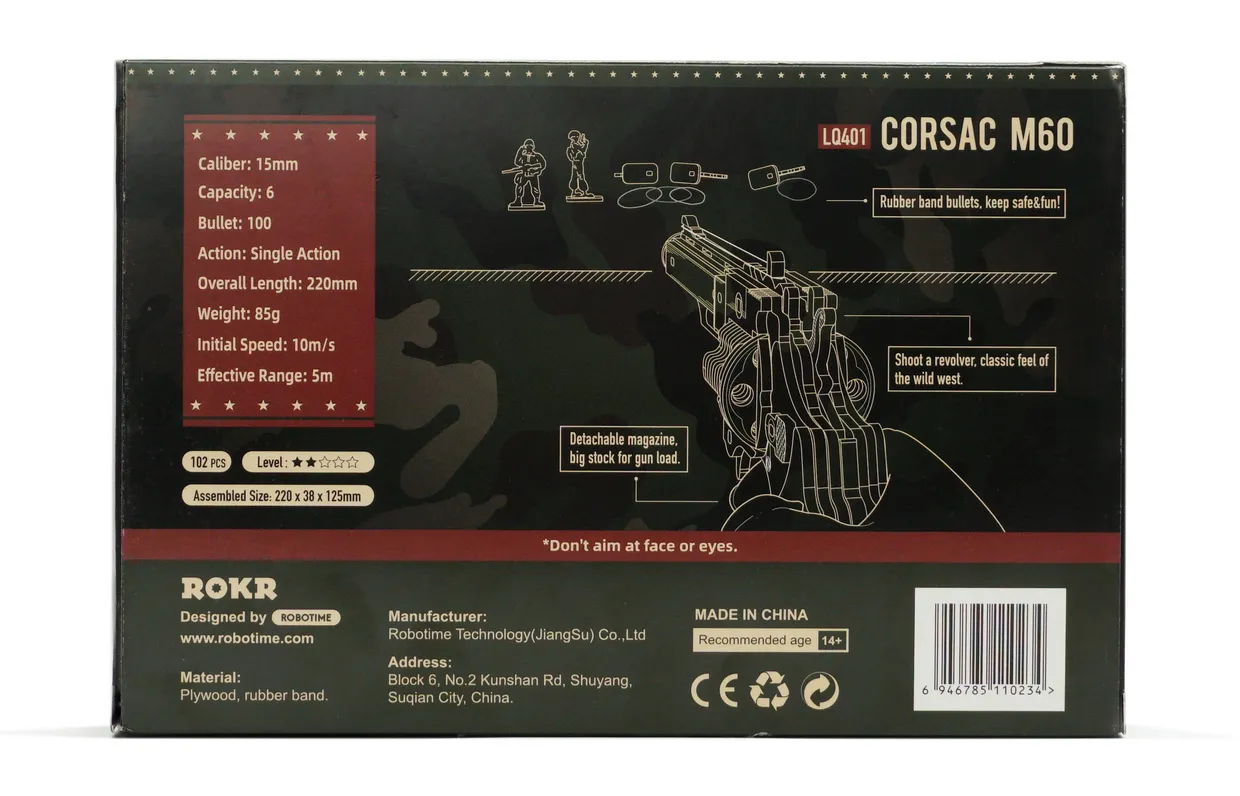 LQ401 CORSAC M60
Caliber: 15mm
Capacity: 6
Bullet: 100
Action: Single Action
Overall Length: 220mm
Weight: 85g
Initial Speed: 10m/s
Effective Range: 5m
102 PCS
Level : ★★☆☆☆
Assembled Size: 220 x 38 x 125mm
Rubber band bullets, keep safe&fun!
Shoot a revolver, classic feel of
the wild west.
Detachable magazine,
big stock for gun load.
*Don't aim at face or eyes.
ROKR
Designed by ROBOTIME
www.robotime.com
Material:
Plywood, rubber band.
Manufacturer:
Robotime Technology(JiangSu) Co.,Ltd
Address:
Block 6, No.2 Kunshan Rd, Shuyang,
Suqian City, China.
MADE IN CHINA
Recommended age 14+
CE
6 946785 110234 >